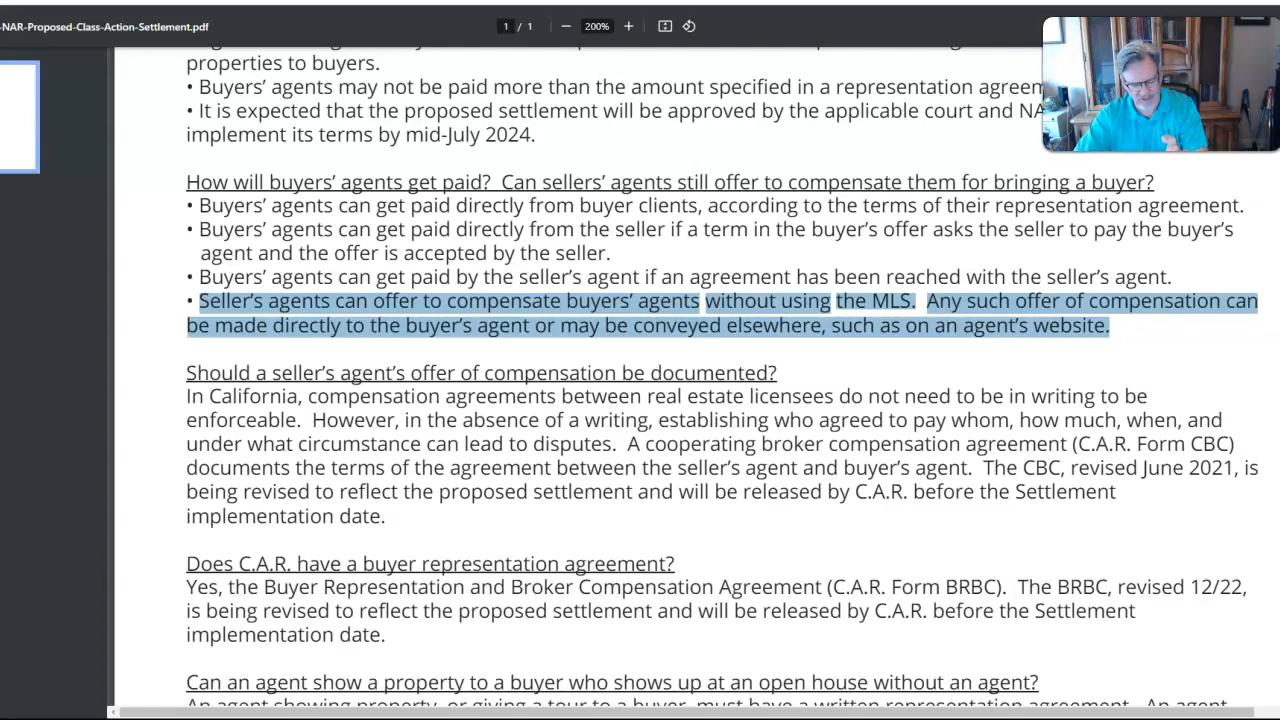 -NAR-Proposed-Class-Action-Settlement.pdf
1 / 1
200%
properties to buyers.
• Buyers' agents may not be paid more than the amount specified in a representation agreem
• It is expected that the proposed settlement will be approved by the applicable court and NA
implement its terms by mid-July 2024.
How will buyers' agents get paid?  Can sellers' agents still offer to compensate them for bringing a buyer?
• Buyers' agents can get paid directly from buyer clients, according to the terms of their representation agreement.
• Buyers' agents can get paid directly from the seller if a term in the buyer's offer asks the seller to pay the buyer's
agent and the offer is accepted by the seller.
• Buyers' agents can get paid by the seller's agent if an agreement has been reached with the seller's agent.
• Seller's agents can offer to compensate buyers' agents without using the MLS.  Any such offer of compensation can
be made directly to the buyer's agent or may be conveyed elsewhere, such as on an agent's website.
Should a seller's agent's offer of compensation be documented?
In California, compensation agreements between real estate licensees do not need to be in writing to be
enforceable.  However, in the absence of a writing, establishing who agreed to pay whom, how much, when, and
under what circumstance can lead to disputes.  A cooperating broker compensation agreement (C.A.R. Form CBC)
documents the terms of the agreement between the seller's agent and buyer's agent.  The CBC, revised June 2021, is
being revised to reflect the proposed settlement and will be released by C.A.R. before the Settlement
implementation date.
Does C.A.R. have a buyer representation agreement?
Yes, the Buyer Representation and Broker Compensation Agreement (C.A.R. Form BRBC).  The BRBC, revised 12/22,
is being revised to reflect the proposed settlement and will be released by C.A.R. before the Settlement
implementation date.
Can an agent show a property to a buyer who shows up at an open house without an agent?
An agent showing property, or giving a tour to a buyer, must have a written representation agreement.  An agent